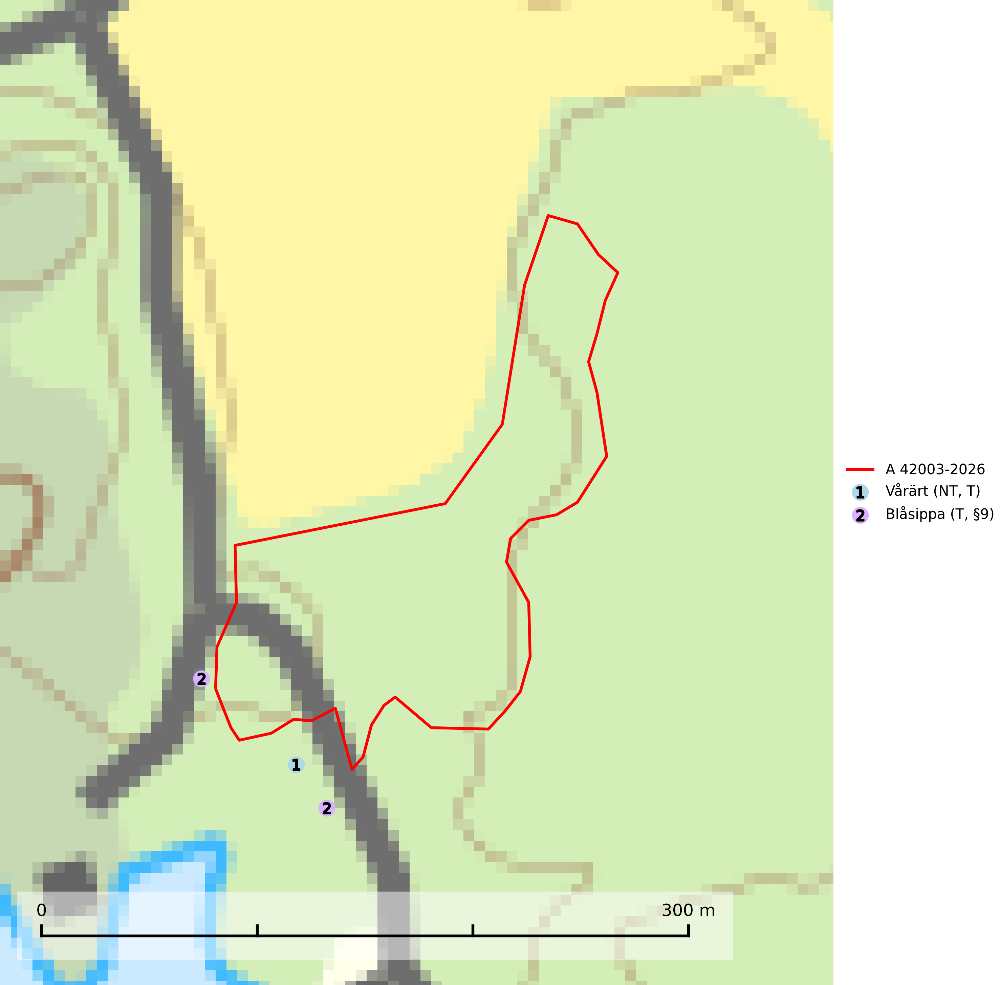 A 42003-2026
1 Vårärt (NT, T)
2 Blåsippa (T, §9)
2
1
2
0 300 m